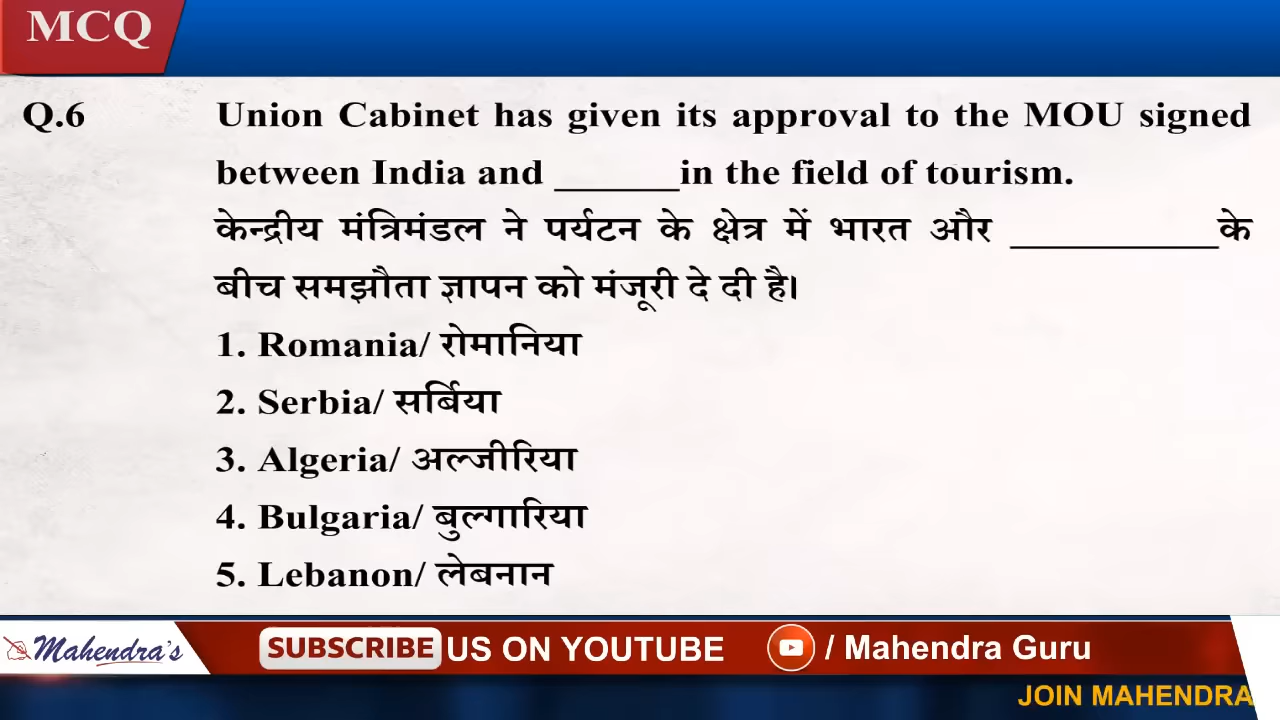 MCQ
Q.6 Union Cabinet has given its approval to the MOU signed
between India and _______in the field of tourism.
केन्द्रीय मंत्रिमंडल ने पर्यटन के क्षेत्र में भारत और ____________के
बीच समझौता ज्ञापन को मंजूरी दे दी है।
1. Romania/ रोमानिया
2. Serbia/ सर्बिया
3. Algeria/ अल्जीरिया
4. Bulgaria/ बुल्गारिया
5. Lebanon/ लेबनान
Mahendra's SUBSCRIBE US ON YOUTUBE / Mahendra Guru
JOIN MAHENDRA